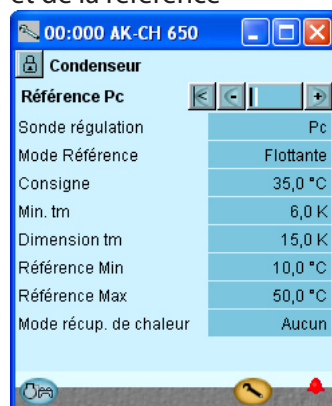 et de la référence
00:000 AK-CH 650
Condenseur
Référence Pc
Sonde régulation Pc
Mode Référence Flottante
Consigne 35,0 °C
Min. tm 6,0 K
Dimension tm 15,0 K
Référence Min 10,0 °C
Référence Max 50,0 °C
Mode récup. de chaleur Aucun